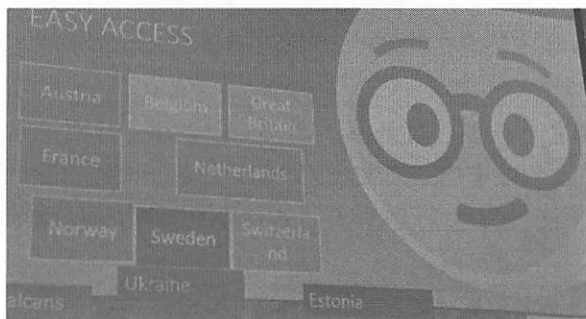 EASY ACCESS
Austria
Belgium
Great
Britain
France
Netherlands
Norway
Sweden
Switzerla
nd
Ukraine
alcans
Estonia